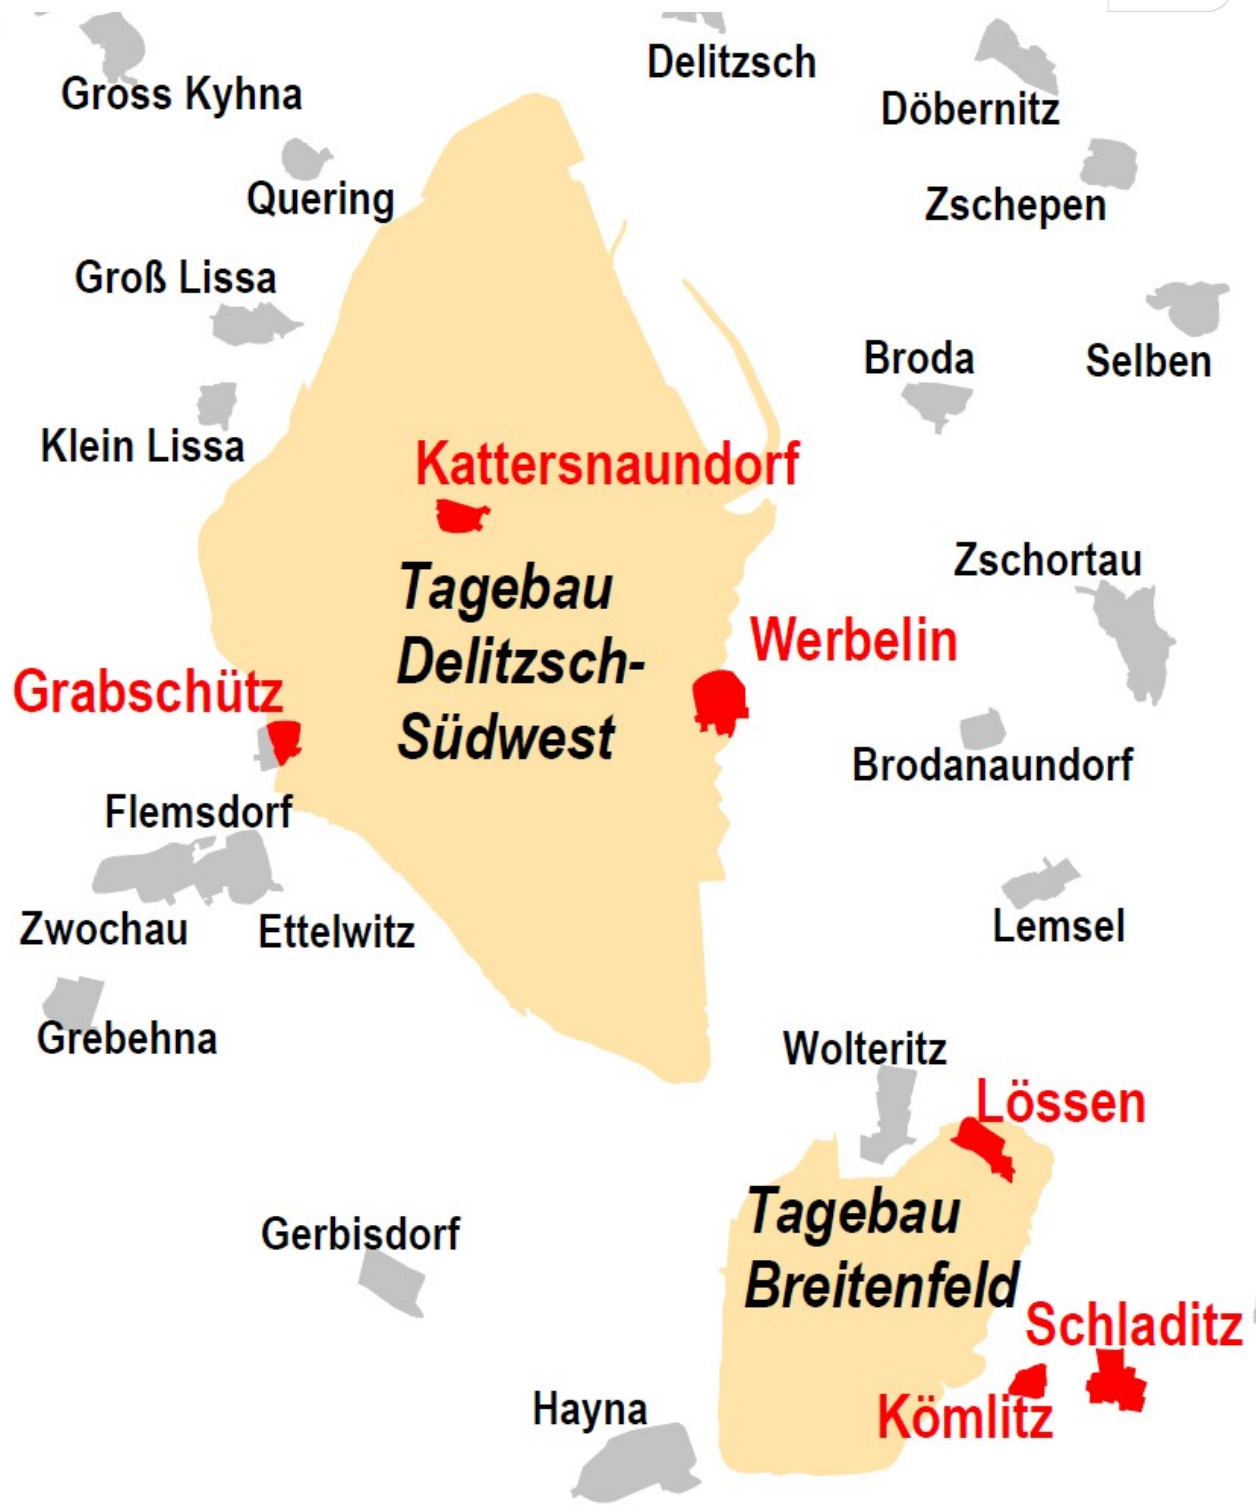 Delitzsch
Gross Kyhna
Döbernitz
Quering
Zschepen
Groß Lissa
Broda
Selben
Klein Lissa
Kattersnaundorf
Zschortau
Tagebau
Delitzsch-
Südwest
Werbelin
Grabschütz
Brodanaundorf
Flemsdorf
Zwochau
Ettelwitz
Lemsel
Grebehna
Wolteritz
Lössen
Tagebau
Breitenfeld
Gerbisdorf
Schladitz
Hayna
Kömlitz